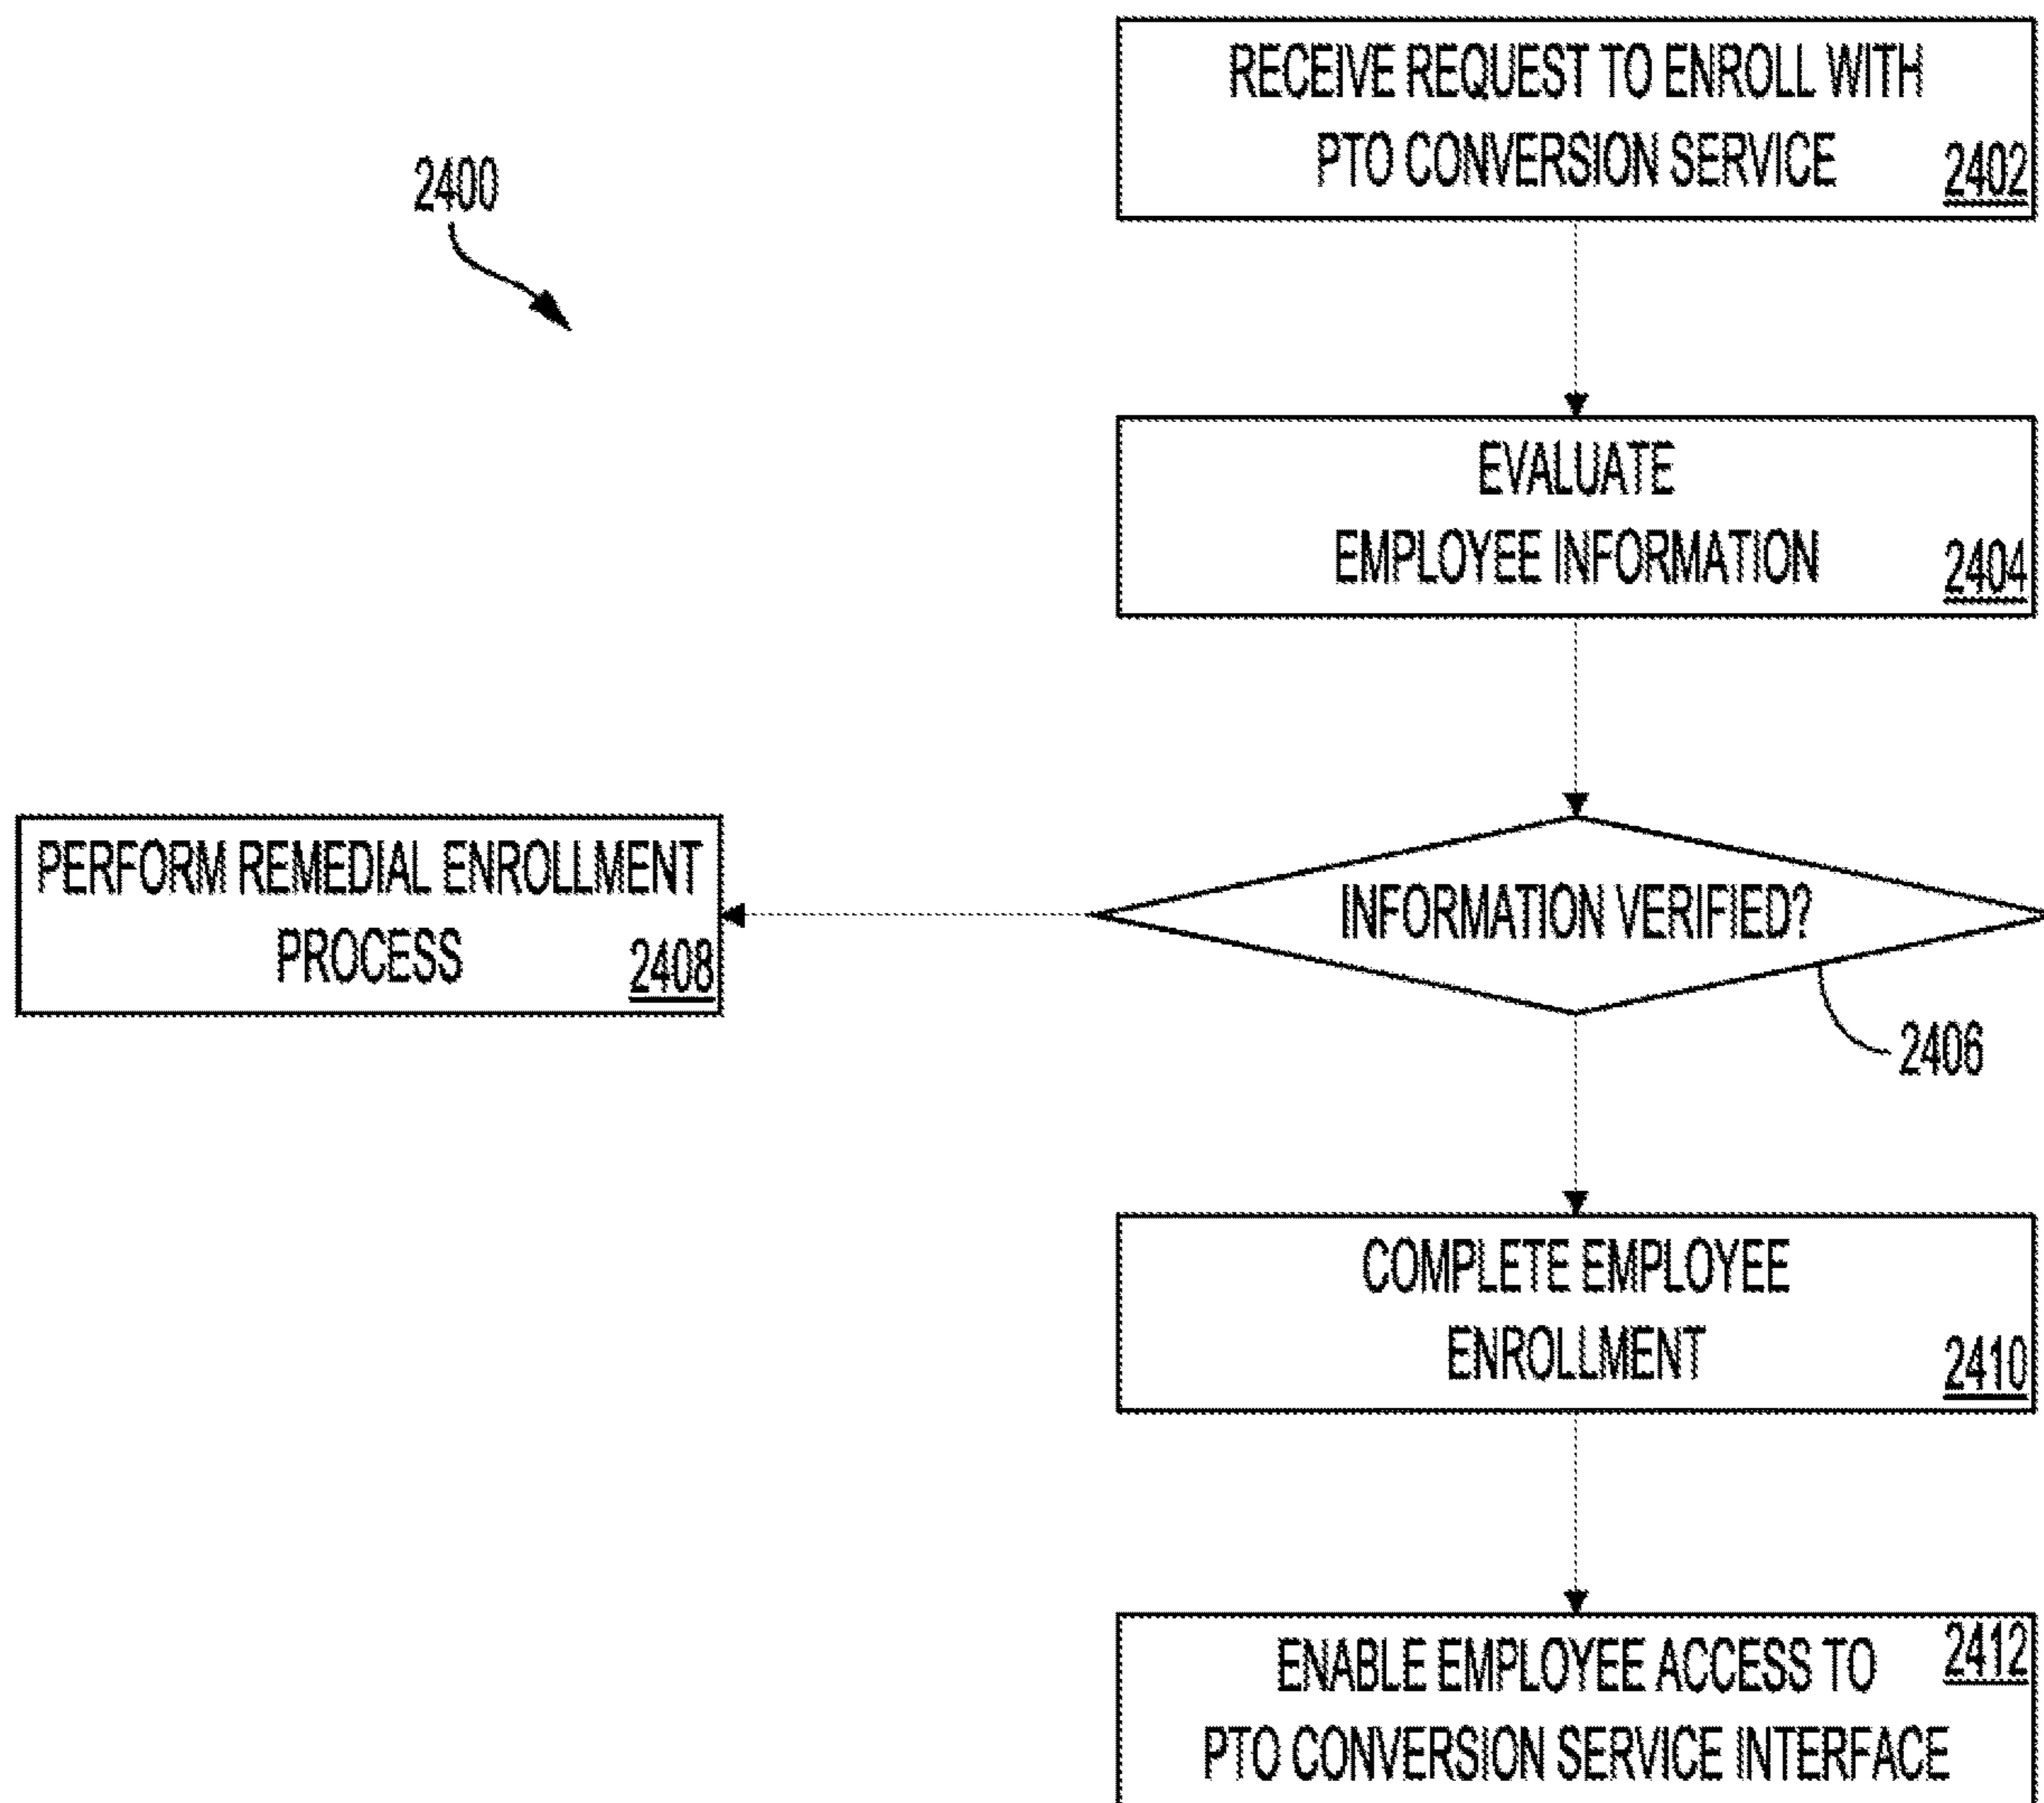 RECEIVE REQUEST TO ENROLL WITH
PTO CONVERSION SERVICE
2402
2400
EVALUATE
EMPLOYEE INFORMATION
2404
PERFORM REMEDIAL ENROLLMENT
PROCESS
2408
INFORMATION VERIFIED?
2406
COMPLETE EMPLOYEE
ENROLLMENT
2410
ENABLE EMPLOYEE ACCESS TO
2412
PTO CONVERSION SERVICE INTERFACE